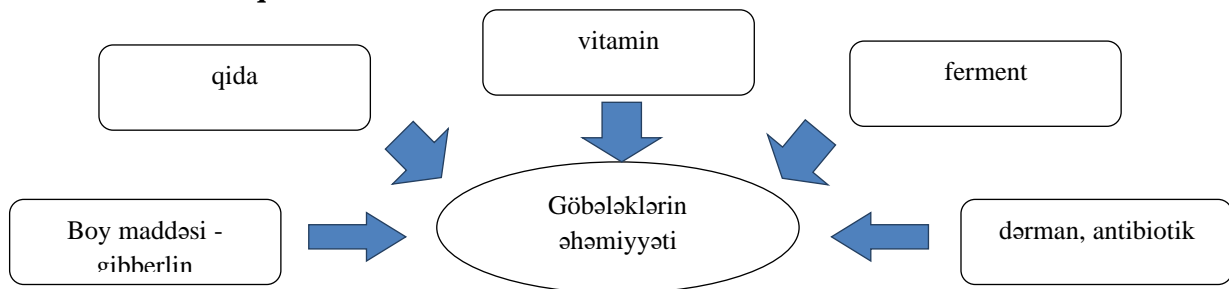 vitamin
qida
ferment
Göbələklərin
əhəmiyyəti
Boy maddəsi -
gibberlin
dərman, antibiotik